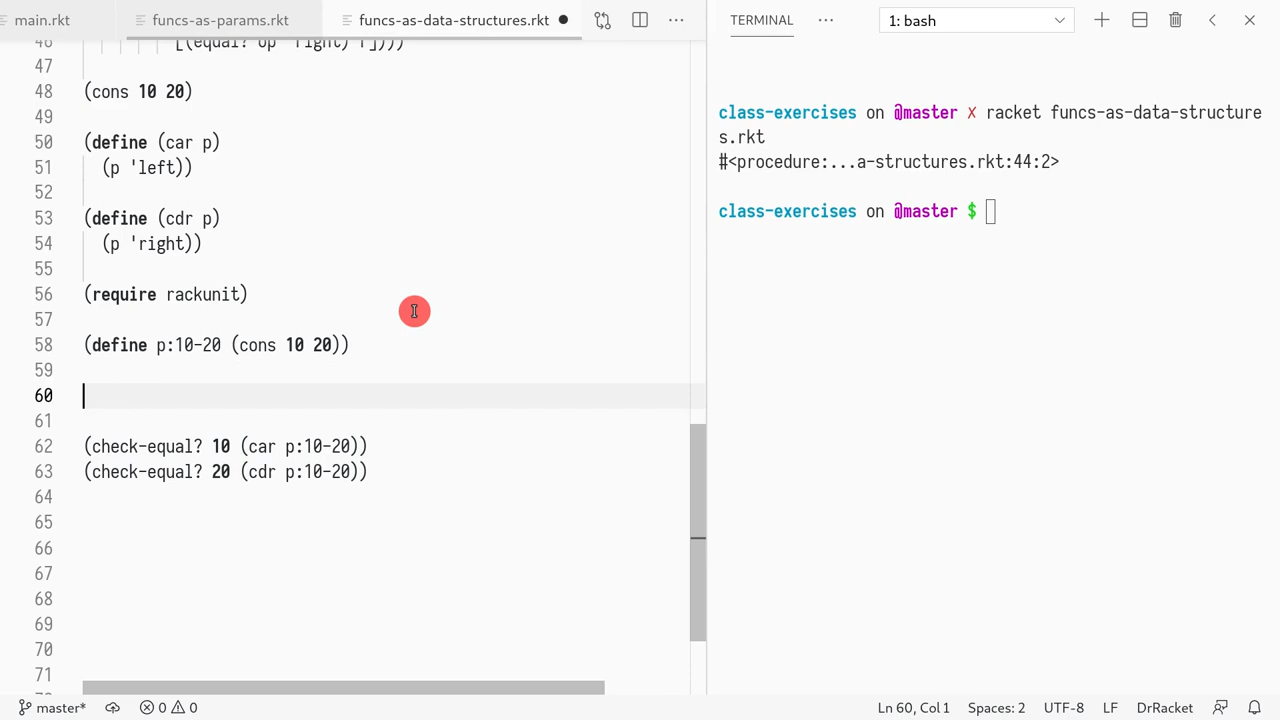 main.rkt funcs-as-params.rkt funcs-as-data-structures.rkt
TERMINAL 1: bash
46 [(equal? op 'right) r]))))
47
48 (cons 10 20)
49
50 (define (car p)
51 (p 'left))
52
53 (define (cdr p)
54 (p 'right))
55
56 (require rackunit)
57
58 (define p:10-20 (cons 10 20))
59
60
61
62 (check-equal? 10 (car p:10-20))
63 (check-equal? 20 (cdr p:10-20))
64
65
66
67
68
69
70
71
class-exercises on @master ✗ racket funcs-as-data-structure
s.rkt
#<procedure:...a-structures.rkt:44:2>
class-exercises on @master $
master* 0 0 Ln 60, Col 1 Spaces: 2 UTF-8 LF DrRacket